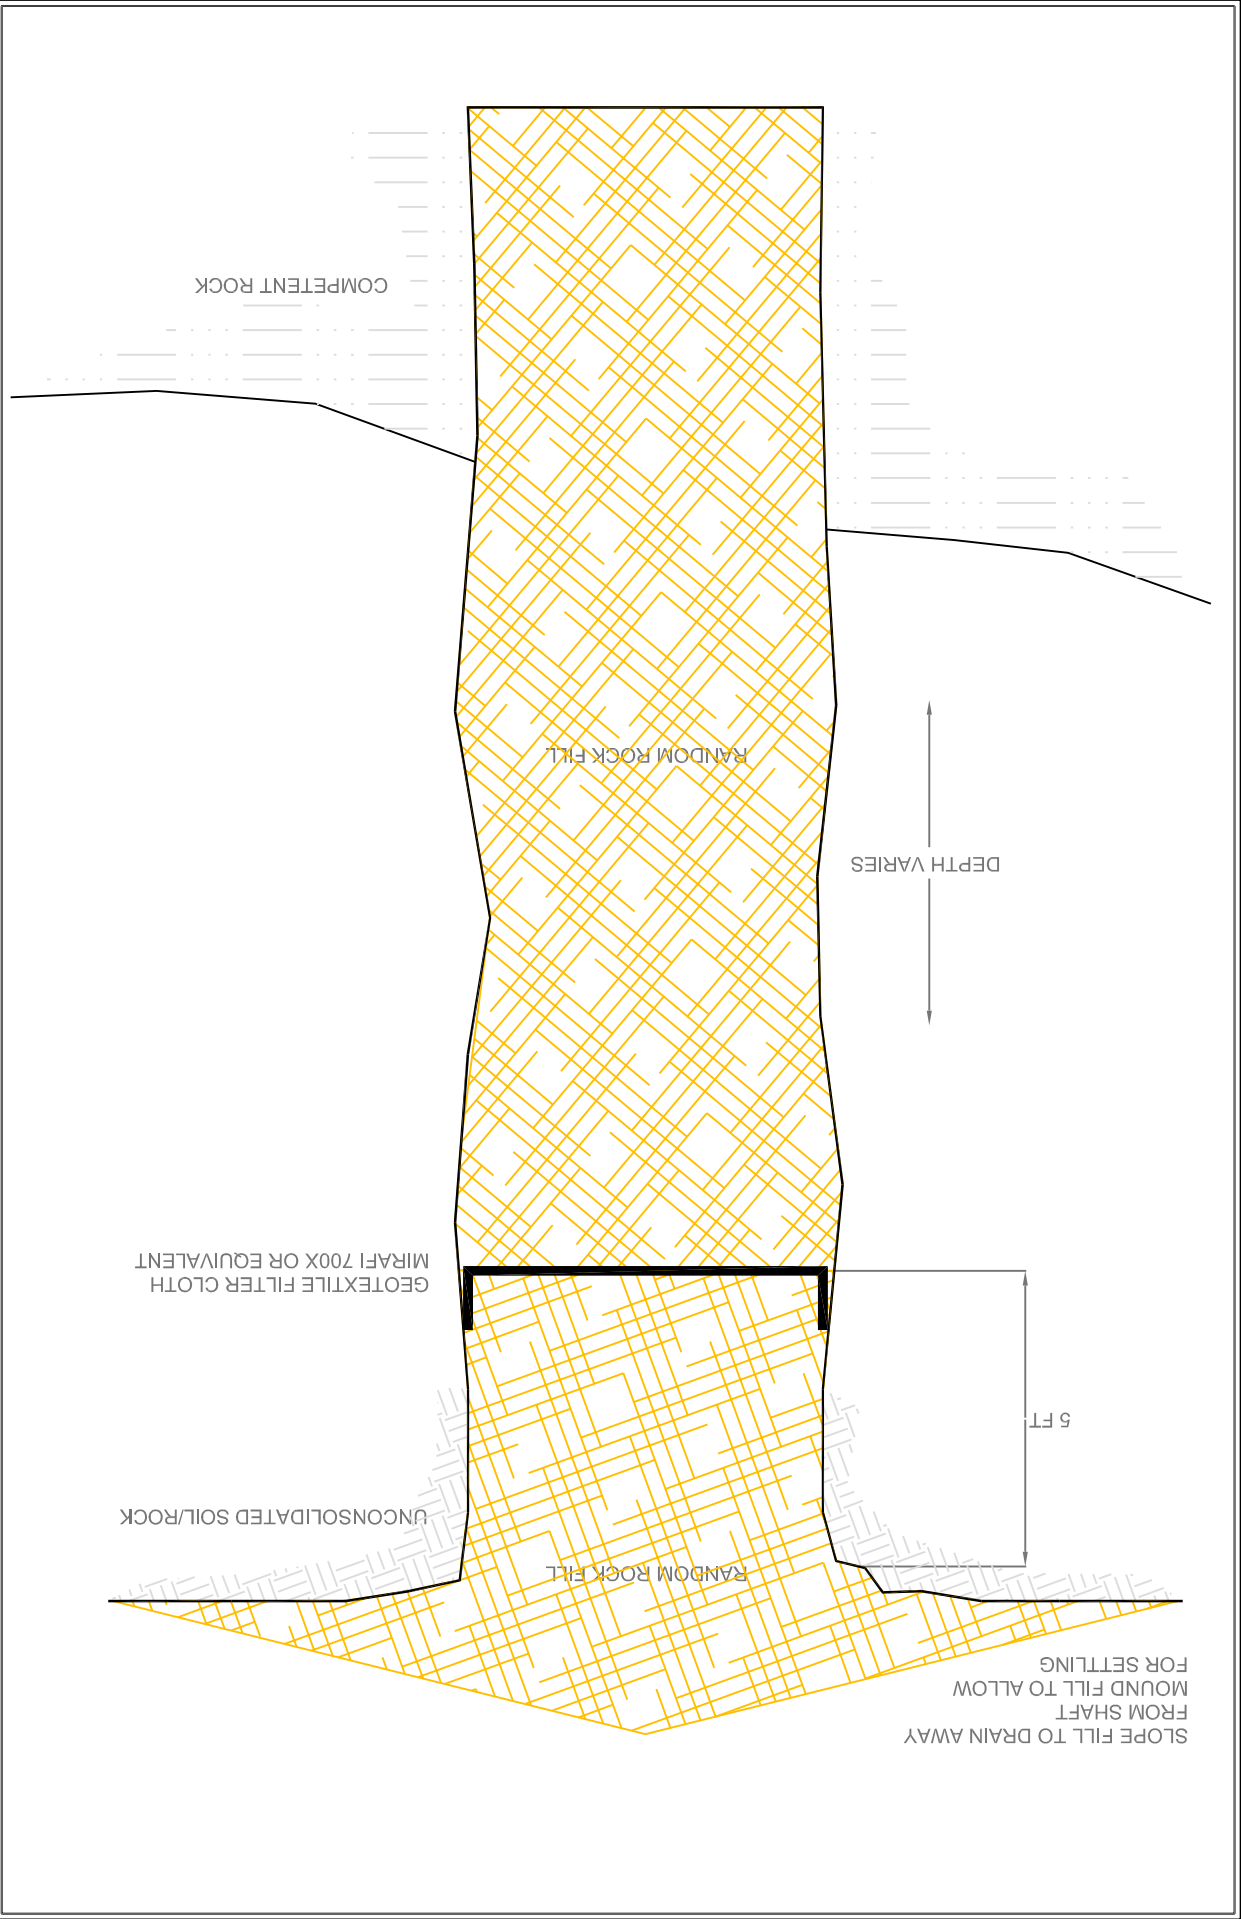 SLOPE FILL TO DRAIN AWAY
FROM SHAFT
MOUND FILL TO ALLOW
FOR SETTLING
RANDOM ROCK FILL
UNCONSOLIDATED SOIL/ROCK
5 FT
GEOTEXTILE FILTER CLOTH
MIRAFI 700X OR EQUIVALENT
DEPTH VARIES
RANDOM ROCK FILL
COMPETENT ROCK